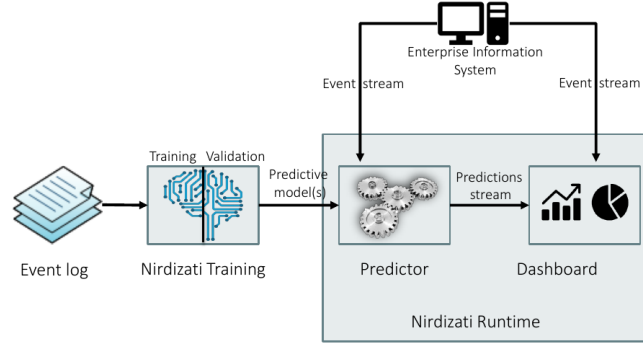 Enterprise Information
System
Event stream
Event stream
Training
Validation
Predictive
model(s)
Predictions
stream
Event log
Nirdizati Training
Predictor
Dashboard
Nirdizati Runtime